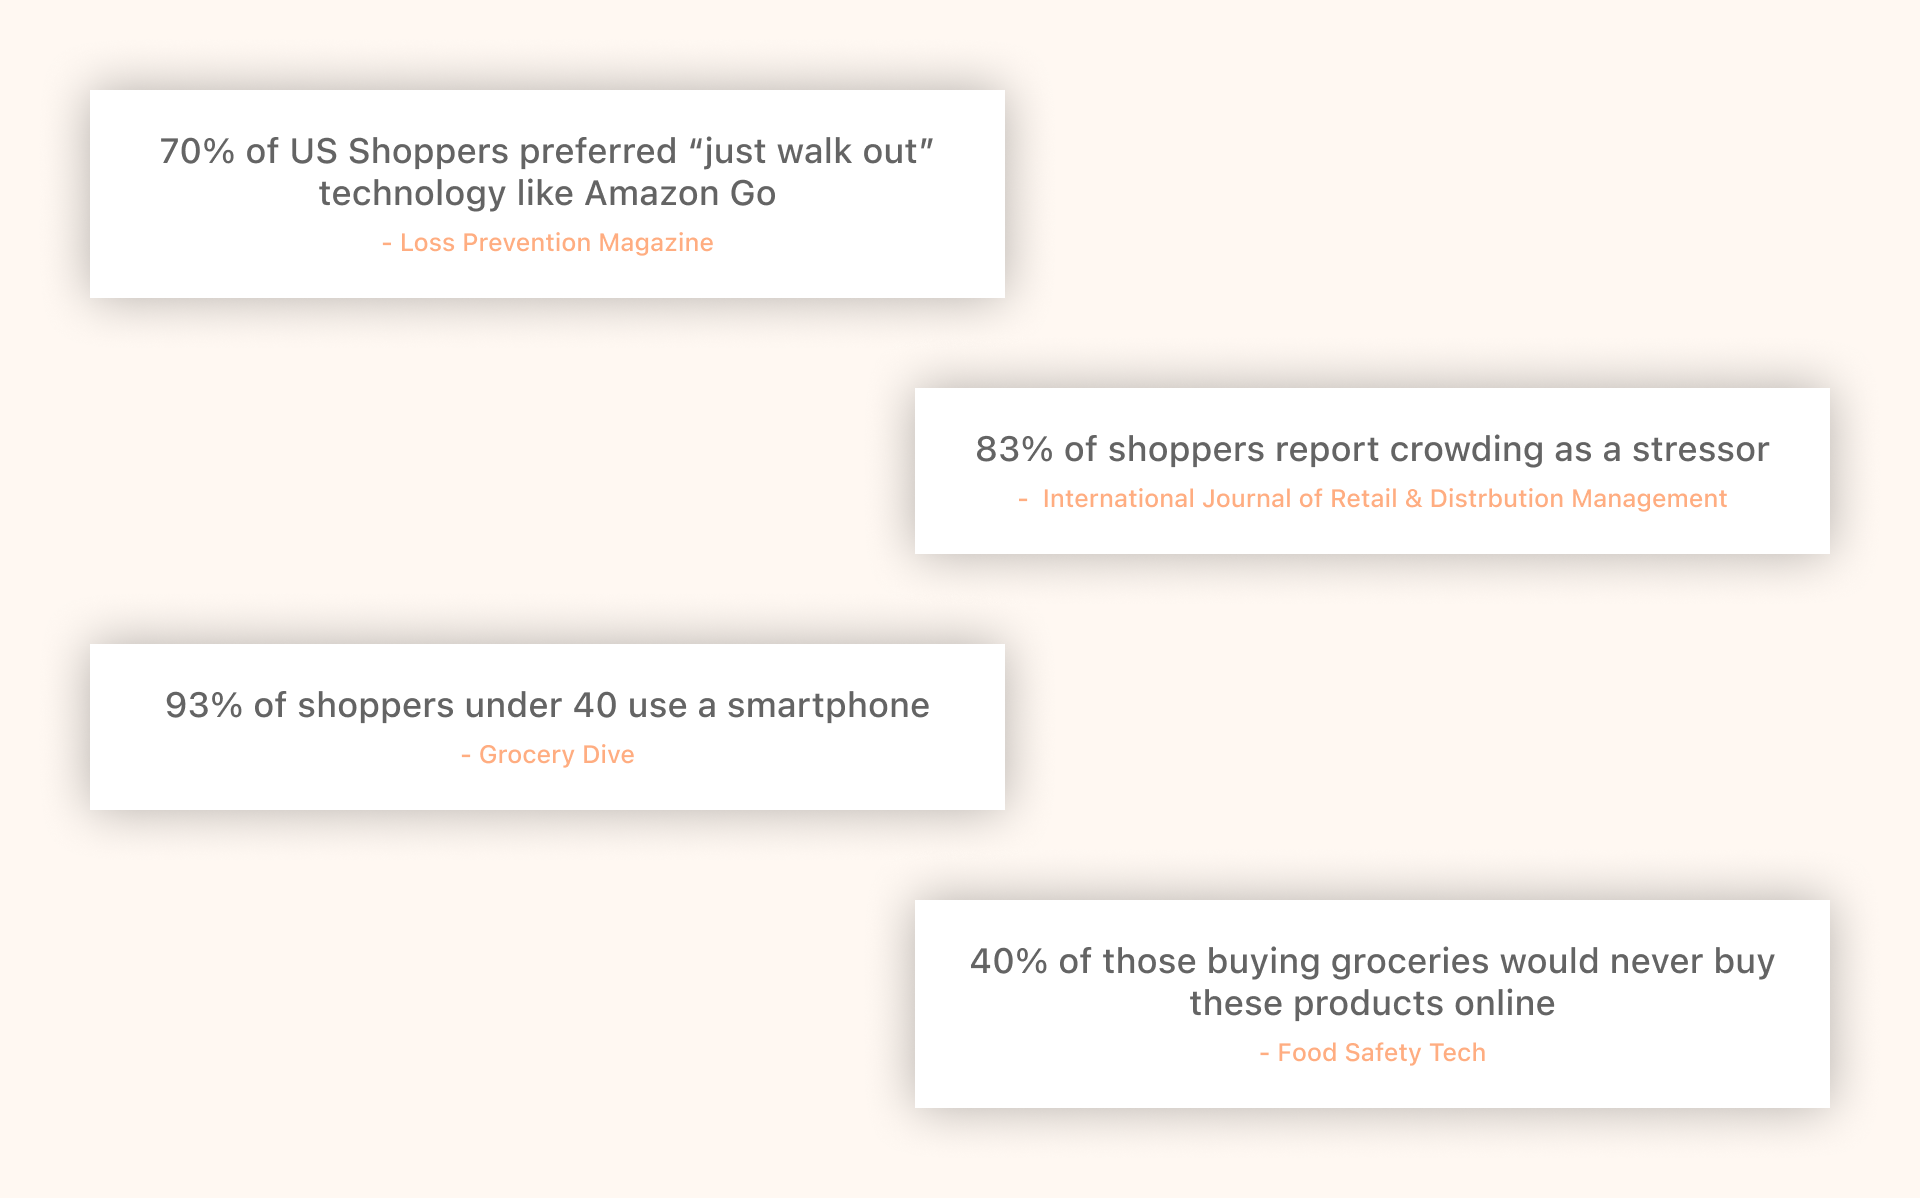 70% of US Shoppers preferred “just walk out”
technology like Amazon Go
- Loss Prevention Magazine
83% of shoppers report crowding as a stressor
- International Journal of Retail & Distrbution Management
93% of shoppers under 40 use a smartphone
- Grocery Dive
40% of those buying groceries would never buy
these products online
- Food Safety Tech